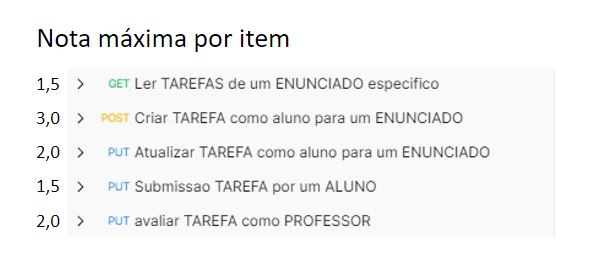 Nota máxima por item
1,5 > GET Ler TAREFAS de um ENUNCIADO especifico
3,0 > POST Criar TAREFA como aluno para um ENUNCIADO
2,0 > PUT Atualizar TAREFA como aluno para um ENUNCIADO
1,5 > PUT Submissao TAREFA por um ALUNO
2,0 > PUT avaliar TAREFA como PROFESSOR